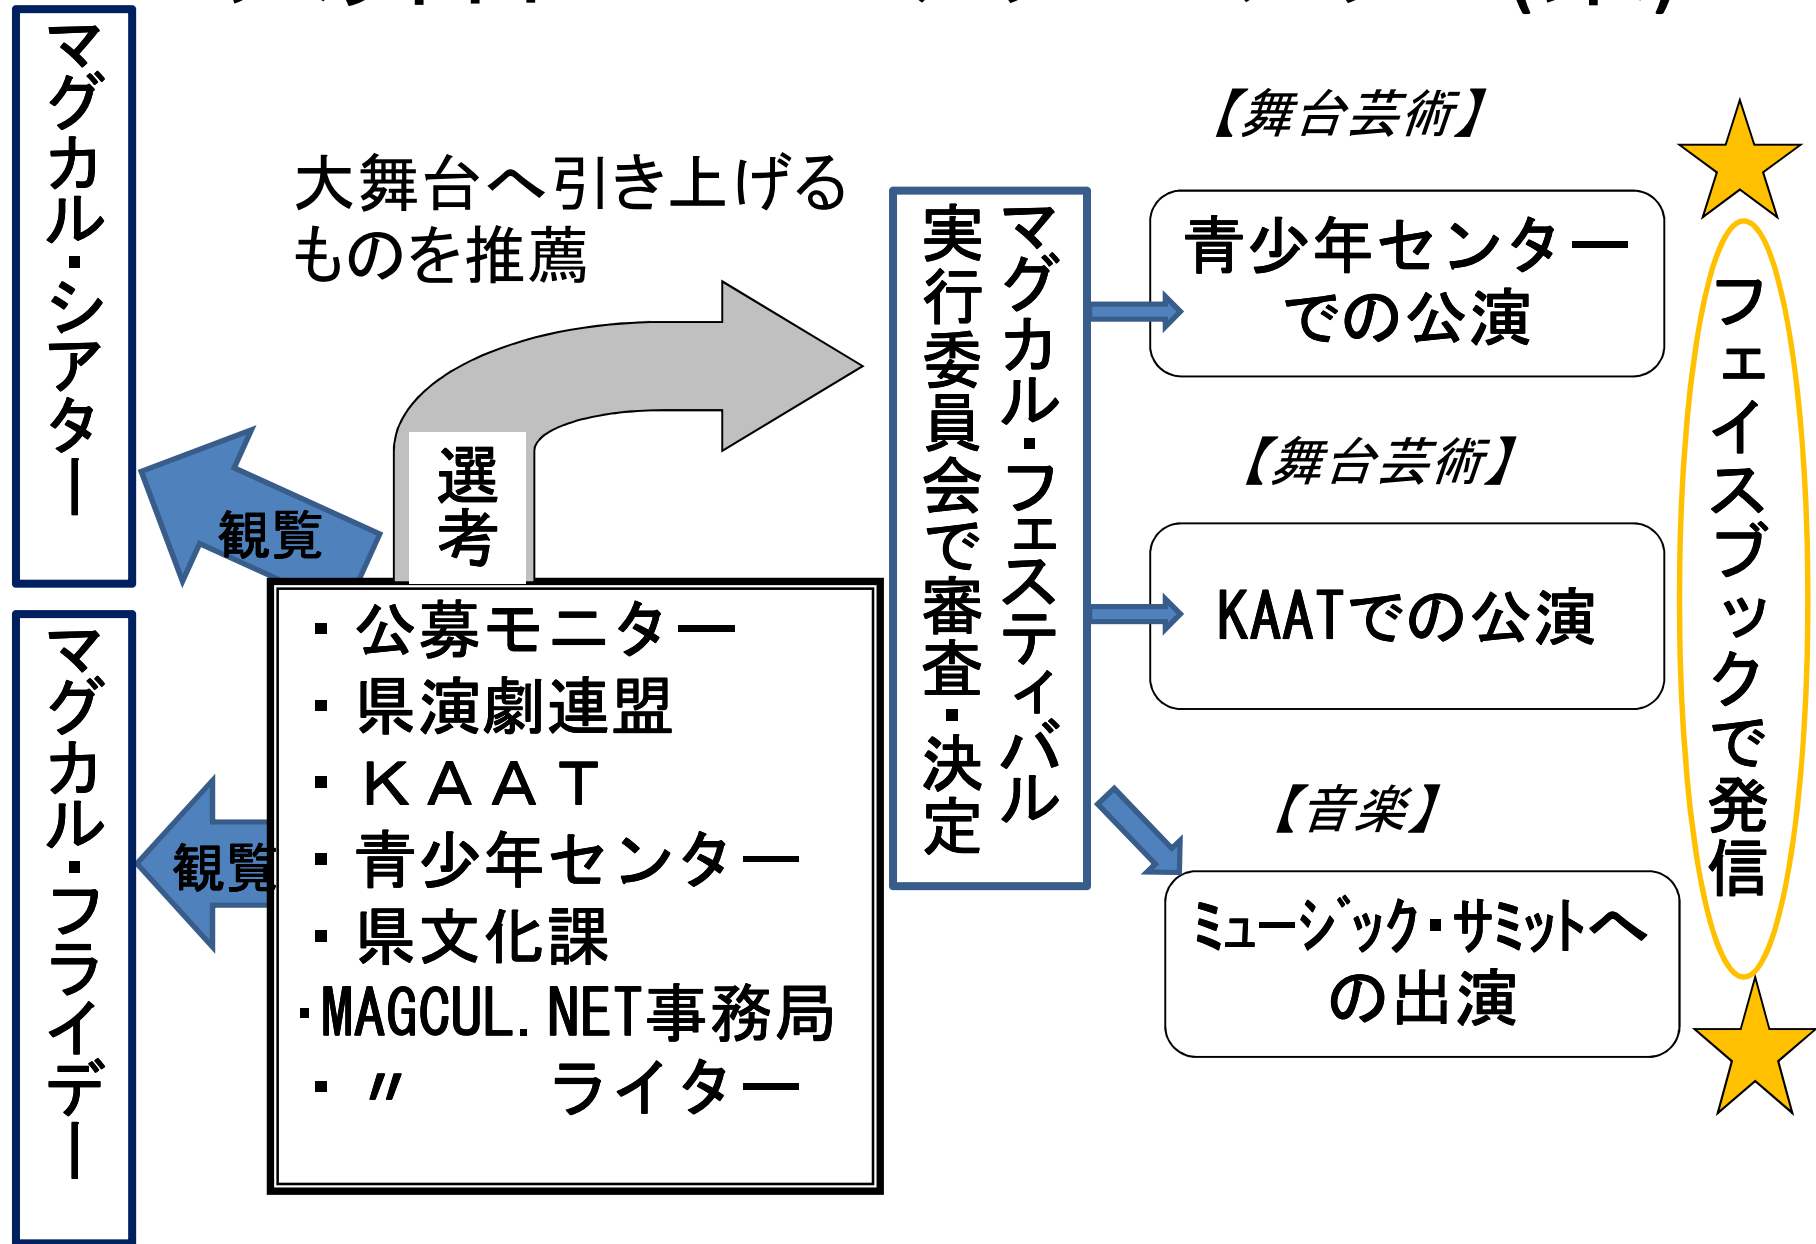 マグカル・シアター
マグカル・フライデー
大舞台へ引き上げる
ものを推薦
選考
観覧
観覧
・公募モニター
・県演劇連盟
・ＫＡＡＴ
・青少年センター
・県文化課
・MAGCUL.NET事務局
・〃　　ライター
マグカル・フェスティバル
実行委員会で審査・決定
【舞台芸術】
青少年センター
での公演
【舞台芸術】
KAATでの公演
【音楽】
ﾐｭｰｼﾞｯｸ・ｻﾐｯﾄへ
の出演
フェイスブックで発信